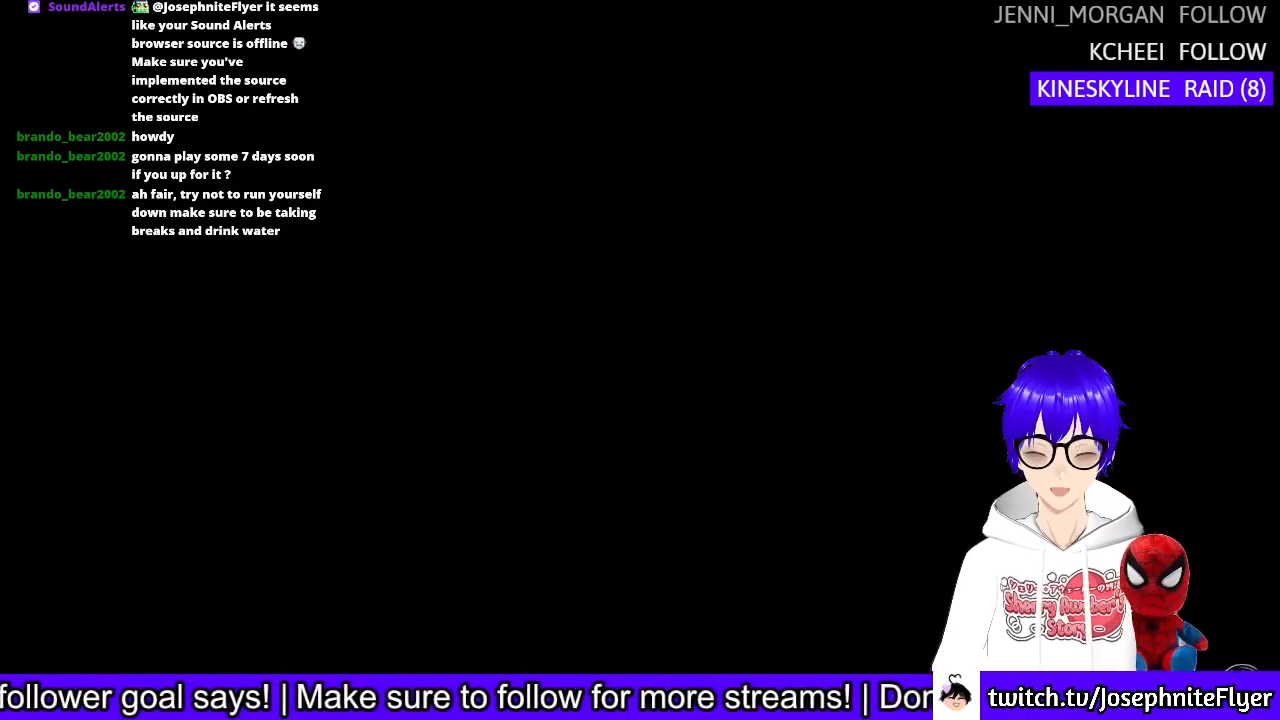 SoundAlerts @JosephniteFlyer it seems
like your Sound Alerts
browser source is offline
Make sure you've
implemented the source
correctly in OBS or refresh
the source
brando_bear2002 howdy
brando_bear2002 gonna play some 7 days soon
if you up for it ?
brando_bear2002 ah fair, try not to run yourself
down make sure to be taking
breaks and drink water
JENNI_MORGAN FOLLOW
KCHEEI FOLLOW
KINESKYLINE RAID (8)
Sherry Awuber's
Story
follower goal says! | Make sure to follow for more streams! | Don
twitch.tv/JosephniteFlyer